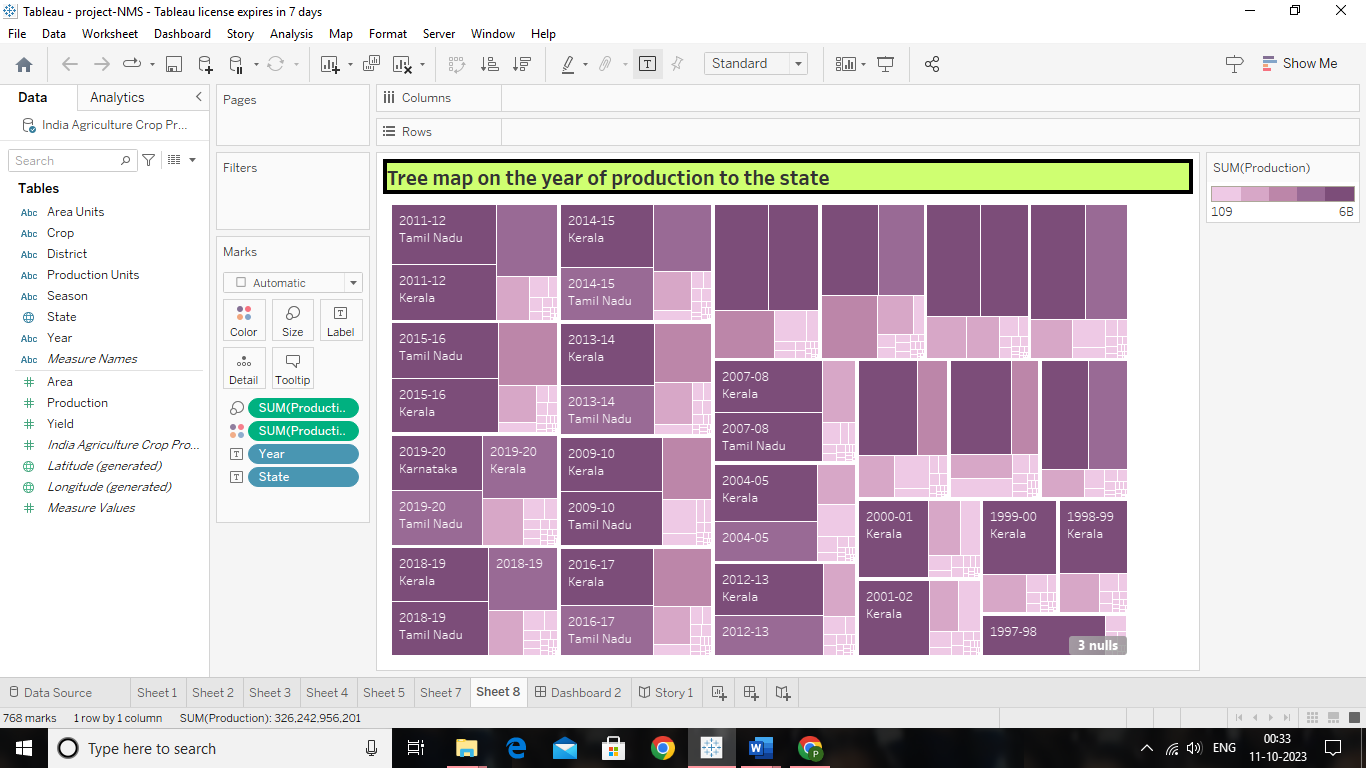 Tableau - project-NMS - Tableau license expires in 7 days
File Data Worksheet Dashboard Story Analysis Map Format Server Window Help
Standard
Show Me
Data Analytics
India Agriculture Crop Pr...
Search
Tables
Abc Area Units
Abc Crop
Abc District
Abc Production Units
Abc Season
State
Abc Year
Abc Measure Names
# Area
# Production
# Yield
# India Agriculture Crop Pro...
Latitude (generated)
Longitude (generated)
# Measure Values
Pages
Filters
Marks
Automatic
Color Size Label
Detail Tooltip
SUM(Producti..
SUM(Producti..
Year
State
Columns
Rows
Tree map on the year of production to the state
2011-12
Tamil Nadu
2011-12
Kerala
2015-16
Tamil Nadu
2015-16
Kerala
2019-20
Karnataka
2019-20
Kerala
2019-20
Tamil Nadu
2018-19
Kerala
2018-19
2018-19
Tamil Nadu
2014-15
Kerala
2014-15
Tamil Nadu
2013-14
Kerala
2013-14
Tamil Nadu
2009-10
Kerala
2009-10
Tamil Nadu
2016-17
Kerala
2016-17
Tamil Nadu
2007-08
Kerala
2007-08
Tamil Nadu
2004-05
Kerala
2004-05
2012-13
Kerala
2012-13
2000-01
Kerala
2001-02
Kerala
1999-00
Kerala
1998-99
Kerala
1997-98
3 nulls
SUM(Production)
109 6B
Data Source Sheet 1 Sheet 2 Sheet 3 Sheet 4 Sheet 5 Sheet 7 Sheet 8 Dashboard 2 Story 1
768 marks 1 row by 1 column SUM(Production): 326,242,956,201
Type here to search
ENG
00:33
11-10-2023